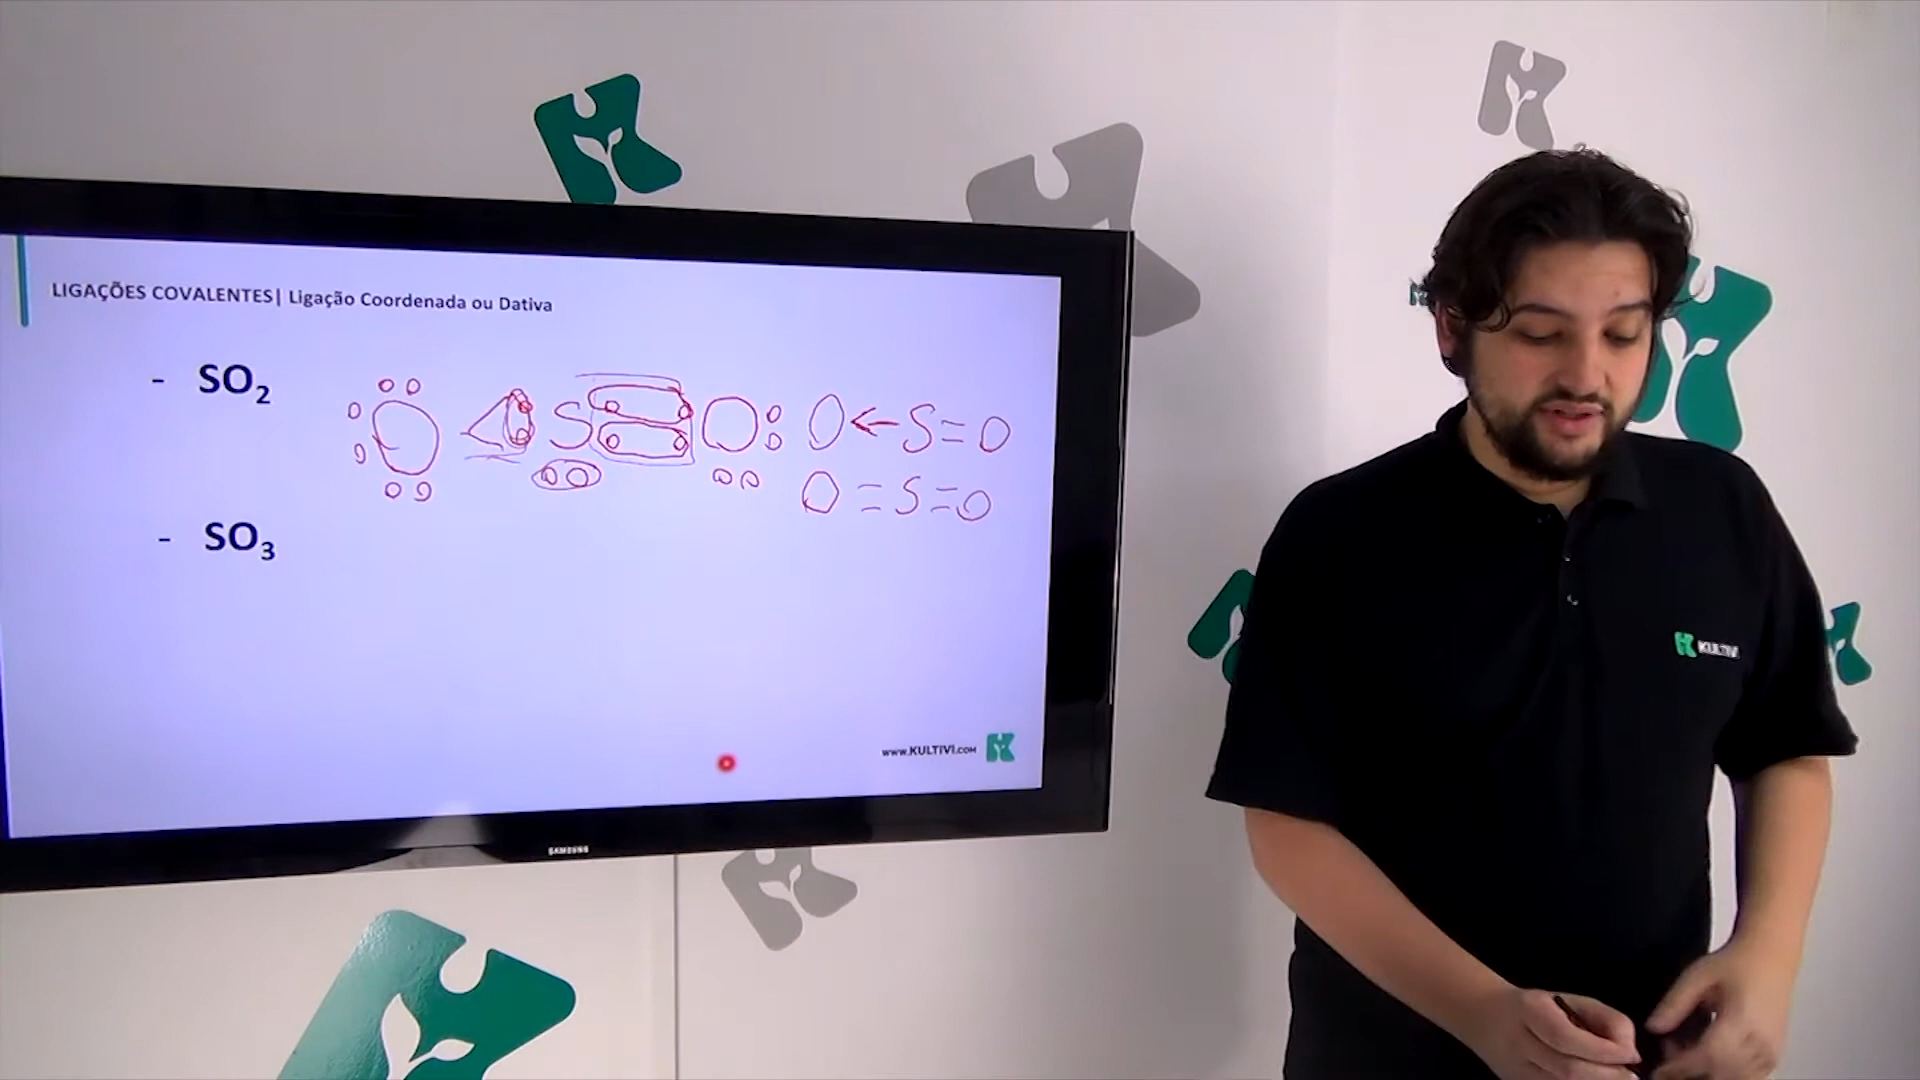 LIGAÇÕES COVALENTES| Ligação Coordenada ou Dativa
- SO₂
O S O O ← S = O
O = S = O
- SO₃
www.KULTIVI.COM
SAMSUNG
KULTIVI